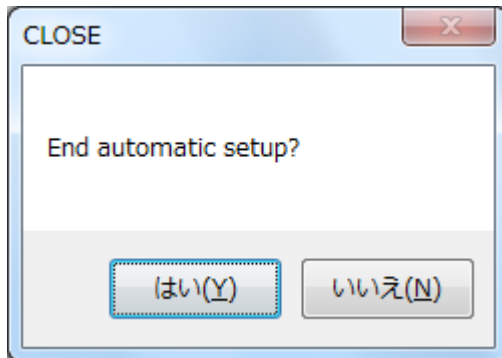 CLOSE
End automatic setup?
はい(Y) いいえ(N)